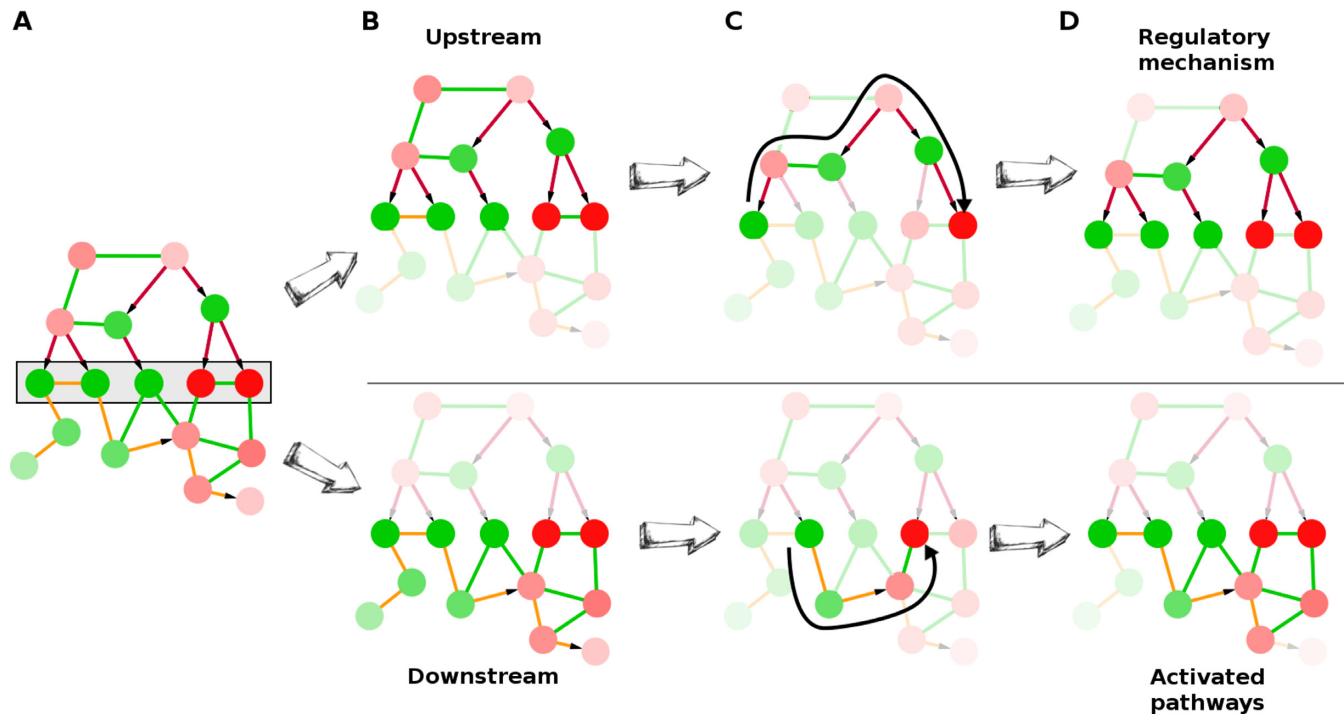 A
B
Upstream
C
D
Regulatory
mechanism
Downstream
Activated
pathways